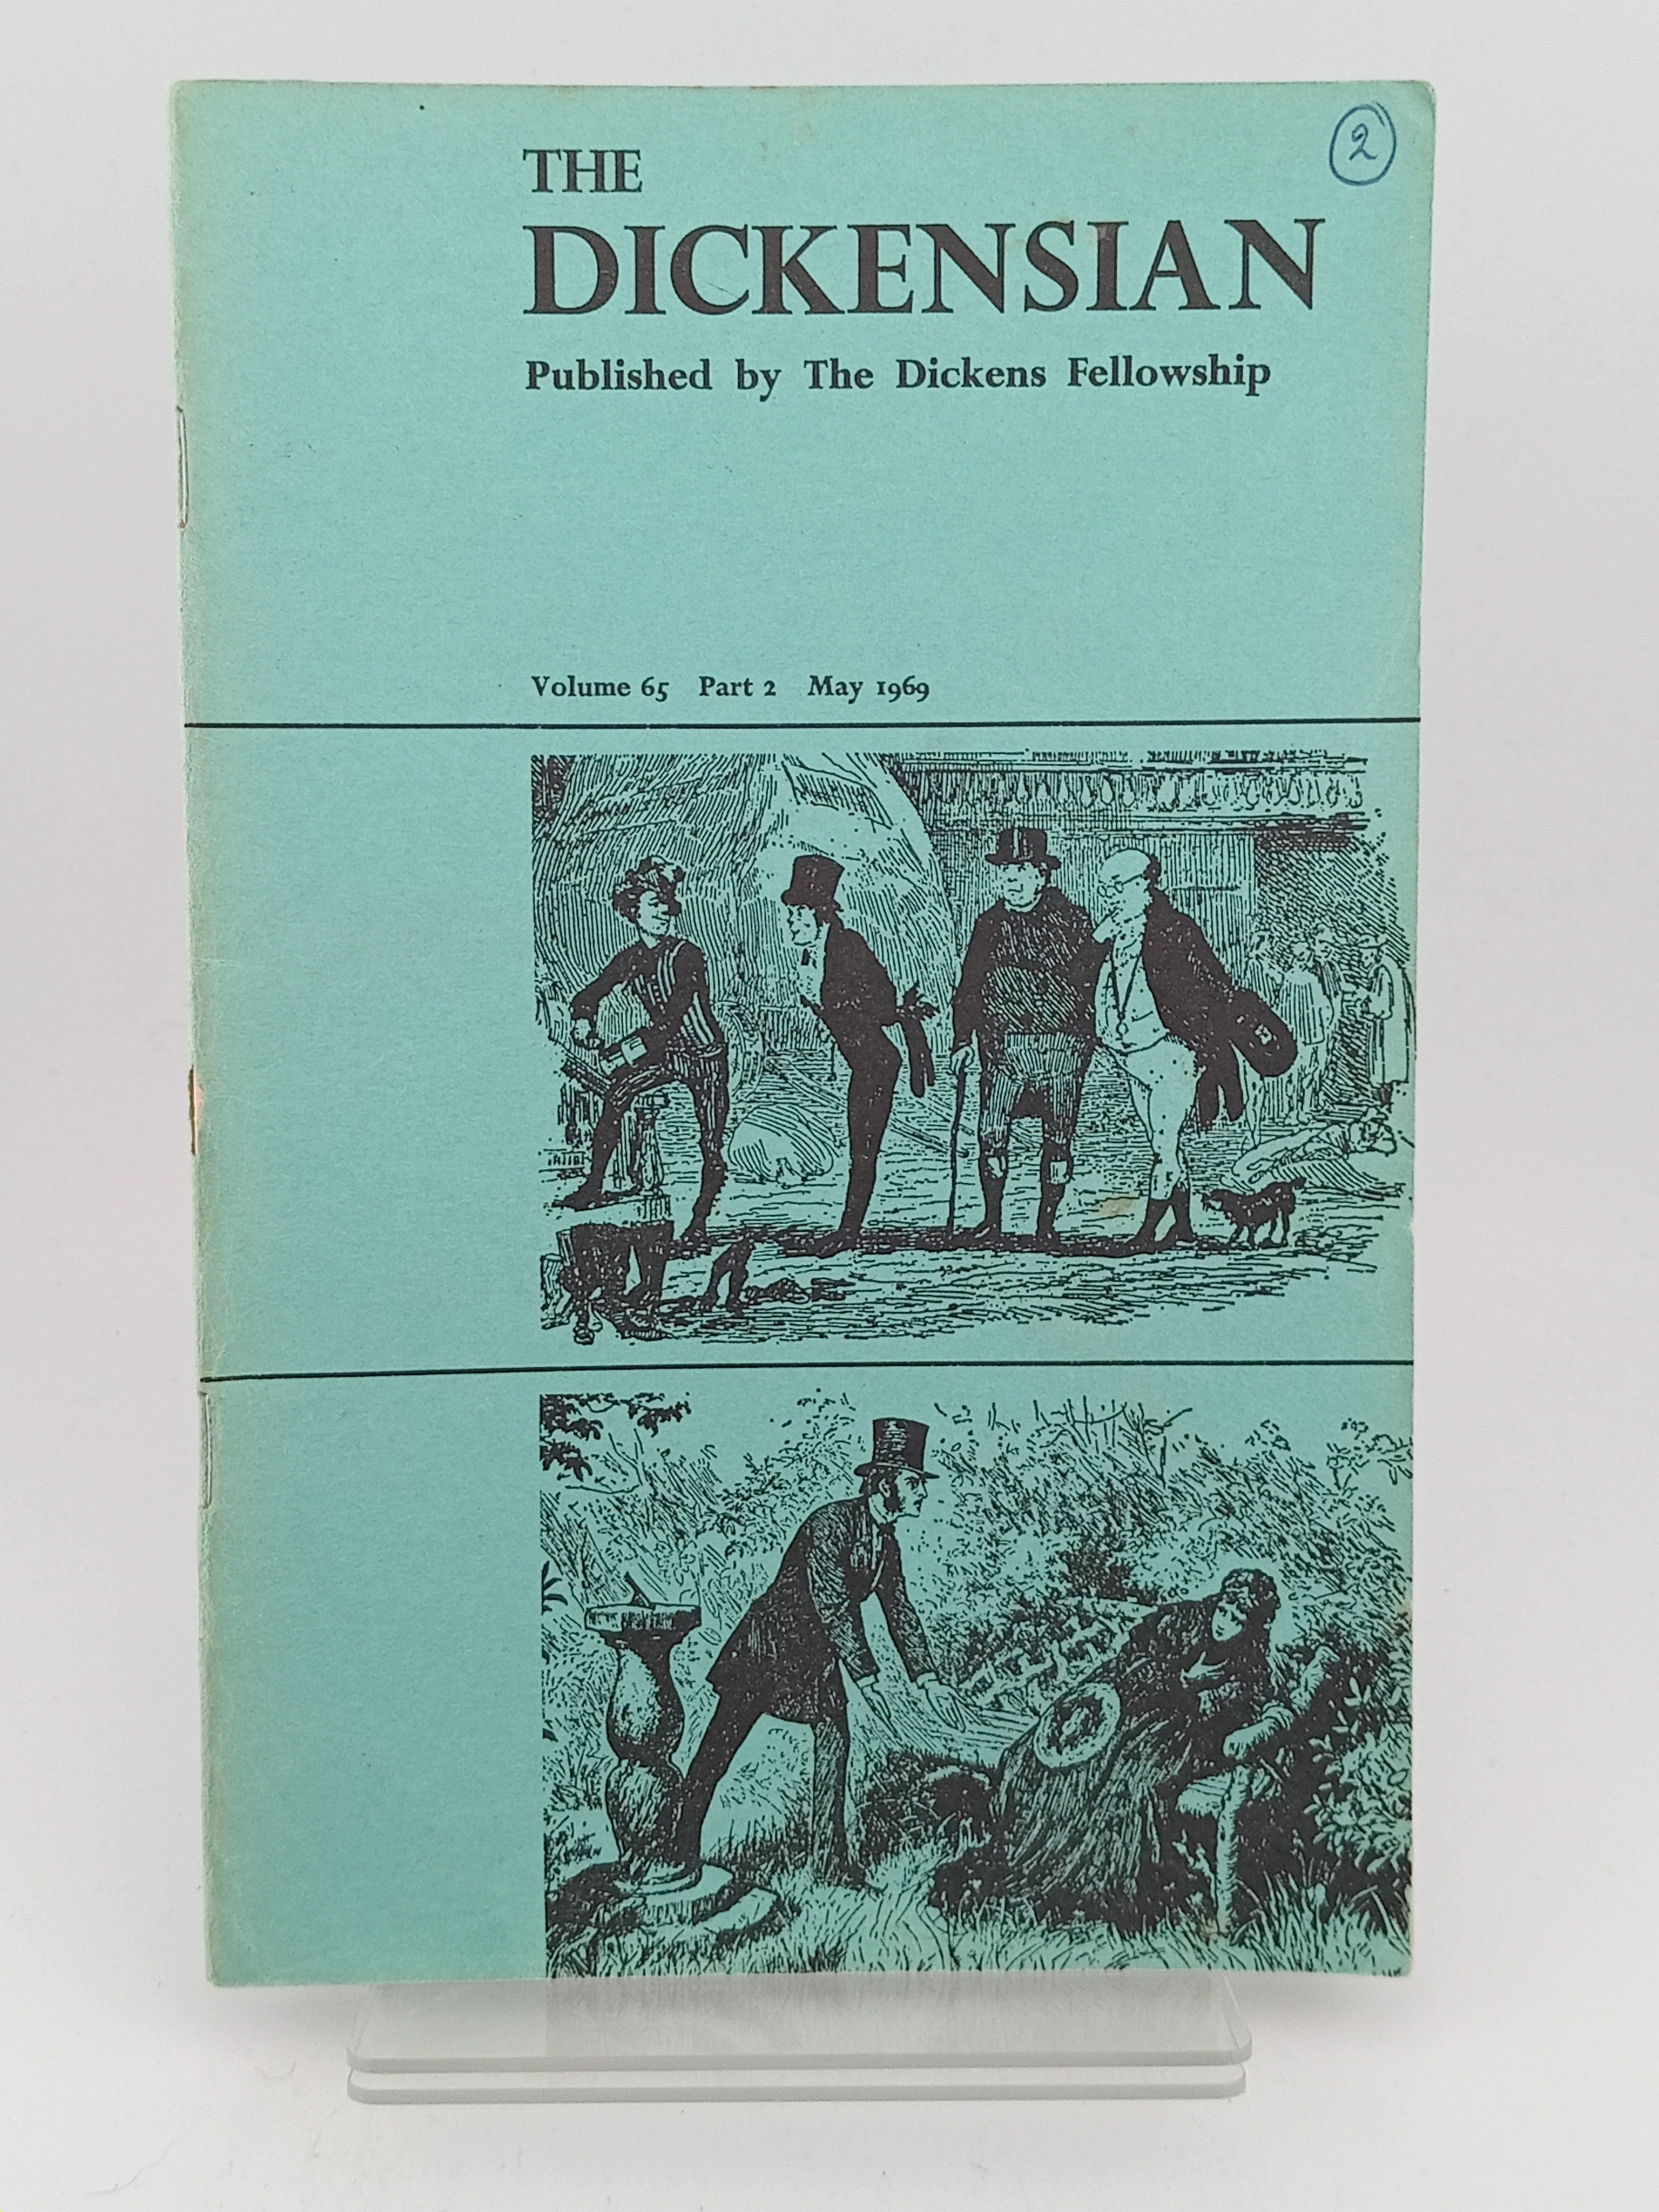 2
THE
DICKENSIAN
Published by The Dickens Fellowship
Volume 65 Part 2 May 1969